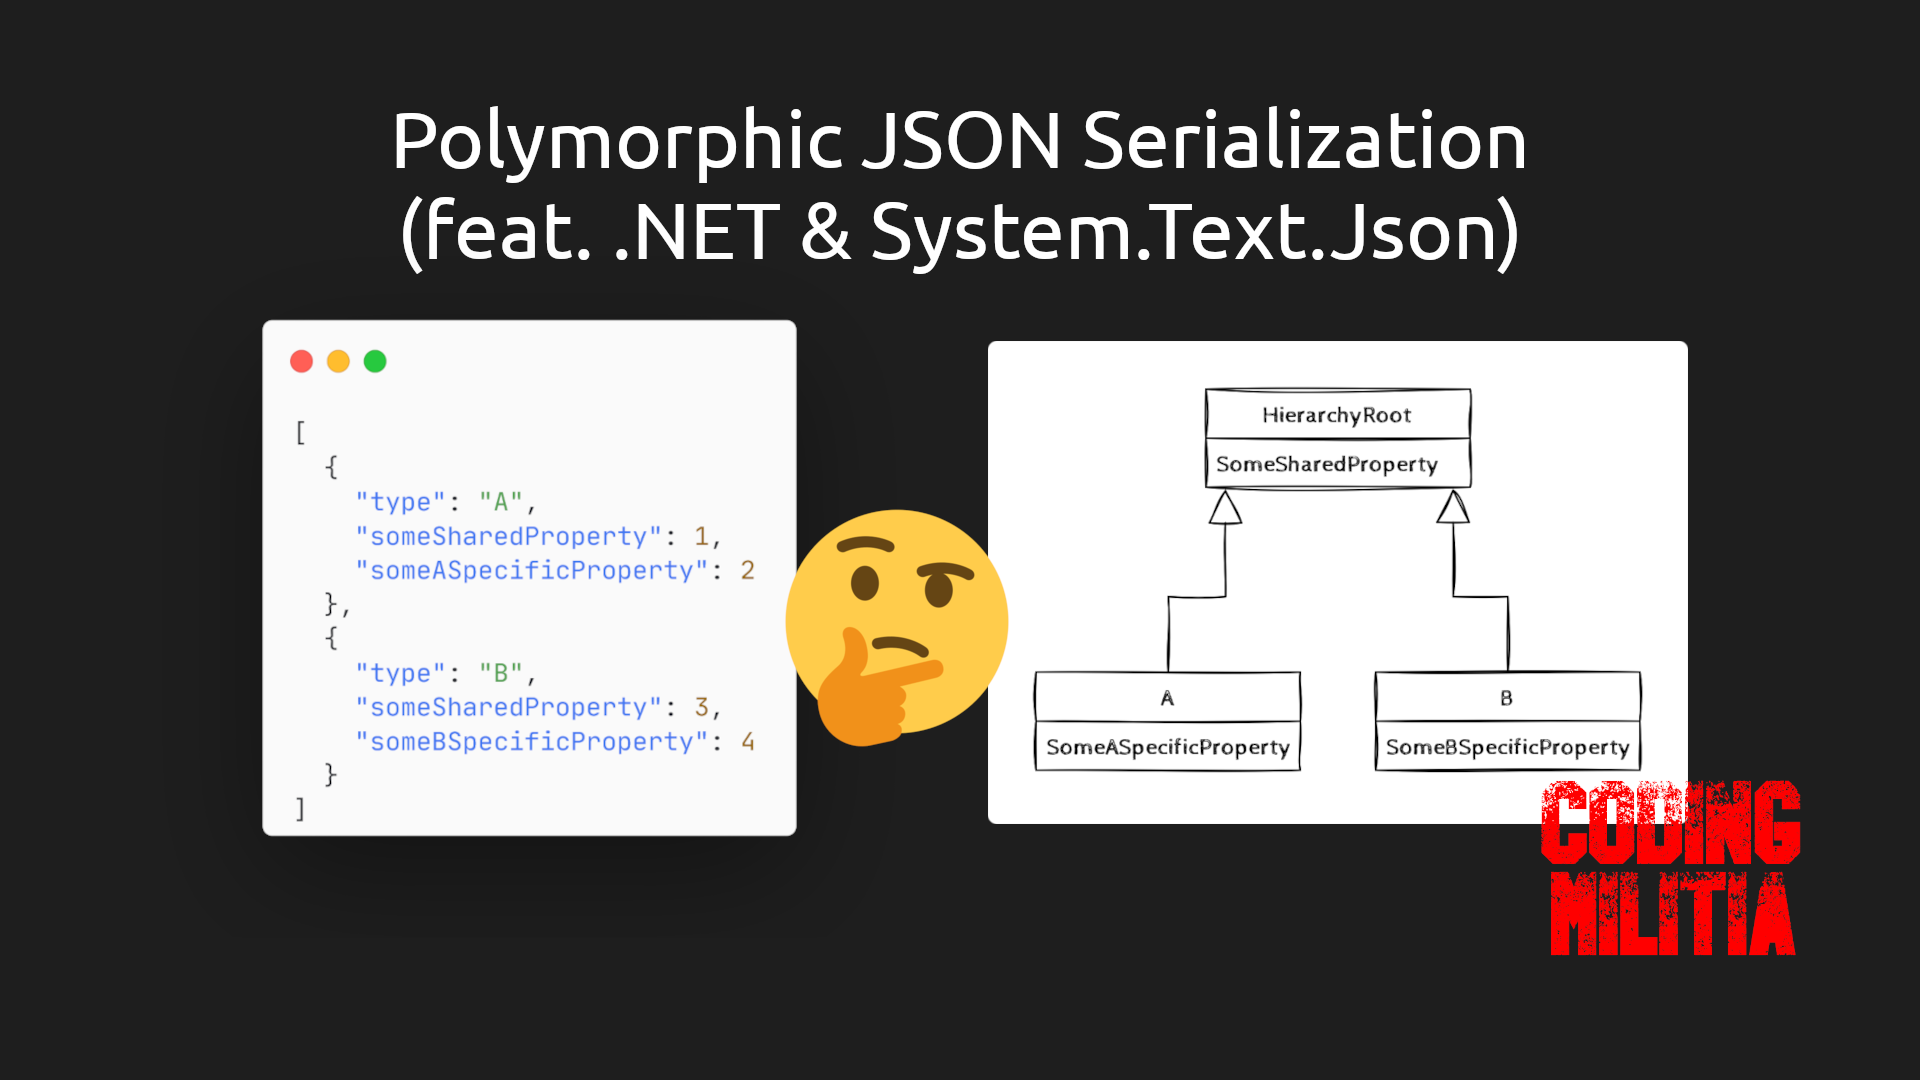 Polymorphic JSON Serialization
(feat. .NET & System.Text.Json)
[
{
"type": "A",
"someSharedProperty": 1,
"someASpecificProperty": 2
},
{
"type": "B",
"someSharedProperty": 3,
"someBSpecificProperty": 4
}
]
HierarchyRoot
SomeSharedProperty
A
SomeASpecificProperty
B
SomeBSpecificProperty
CODING
MILITIA